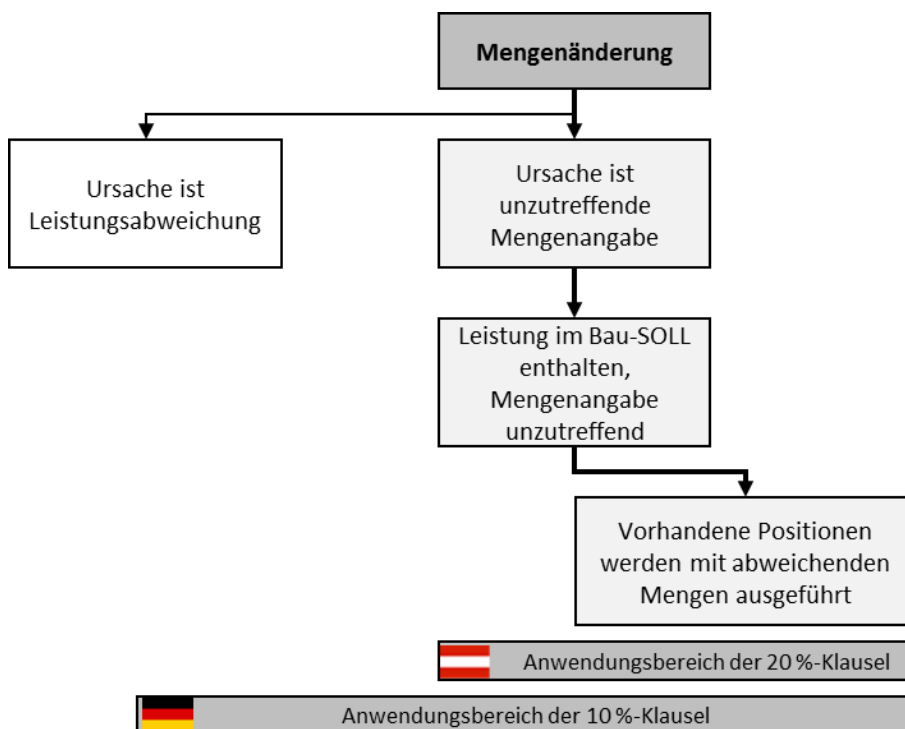 Mengenänderung
Ursache ist
Leistungsabweichung
Ursache ist
unzutreffende
Mengenangabe
Leistung im Bau-SOLL
enthalten,
Mengenangabe
unzutreffend
Vorhandene Positionen
werden mit abweichenden
Mengen ausgeführt
Anwendungsbereich der 20 %-Klausel
Anwendungsbereich der 10 %-Klausel